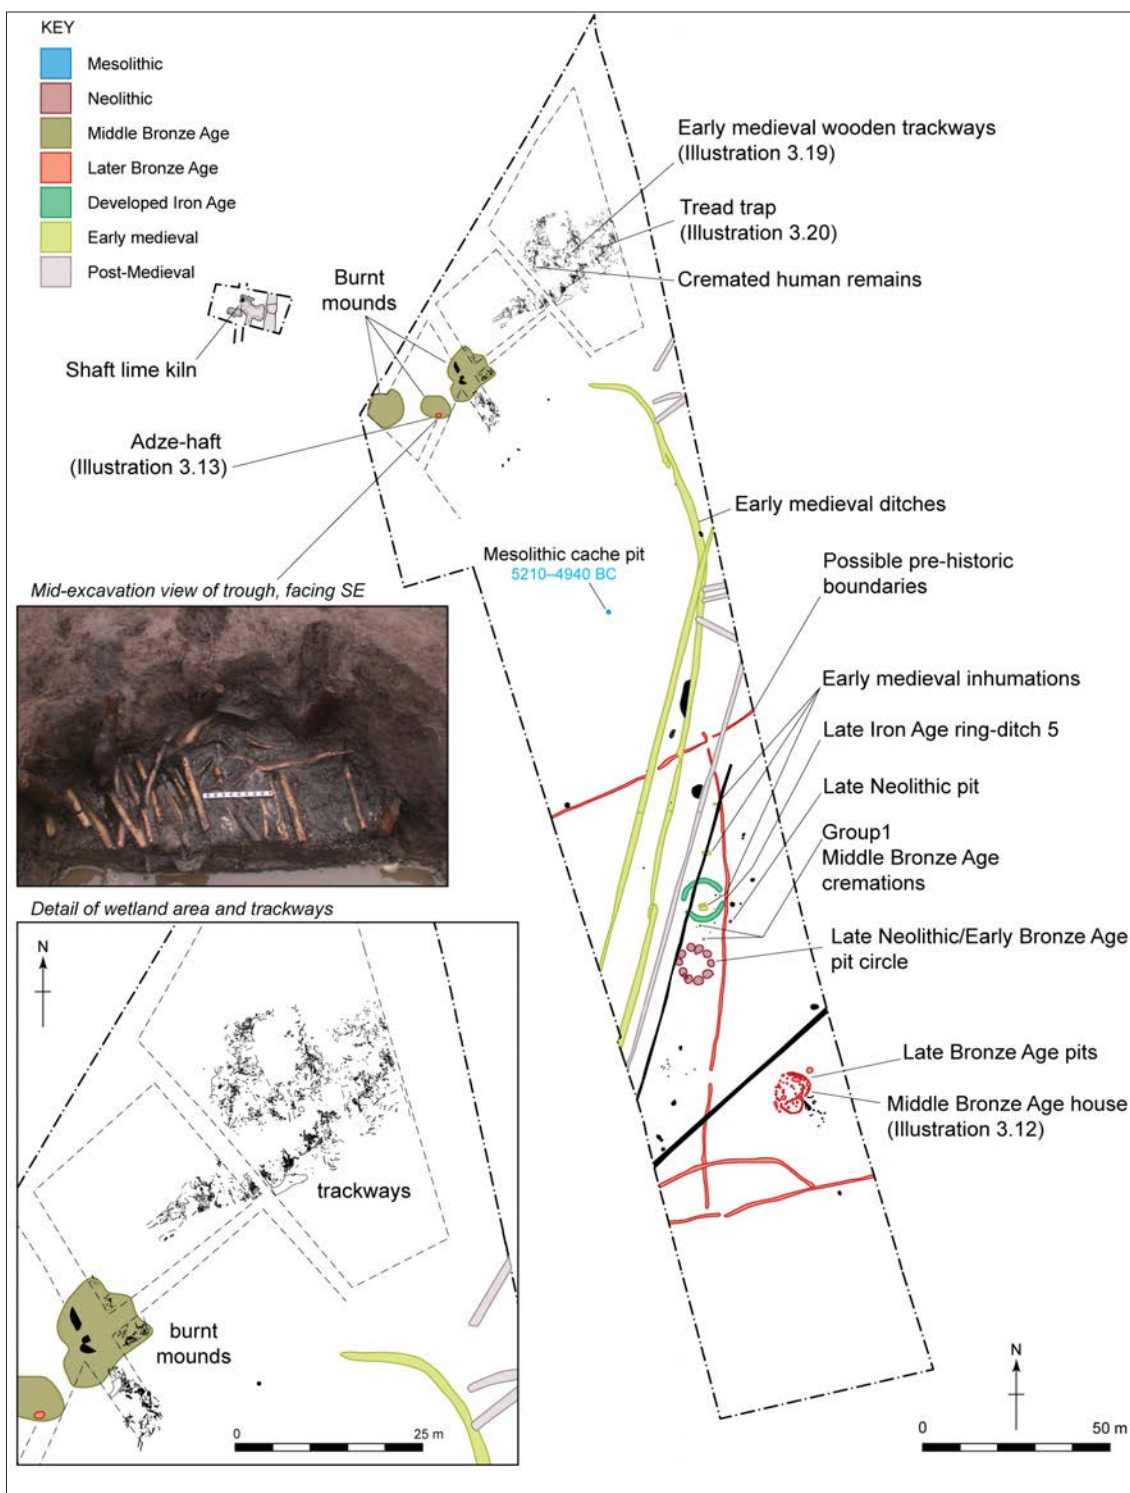 KEY
Mesolithic
Neolithic
Middle Bronze Age
Later Bronze Age
Developed Iron Age
Early medieval
Post-Medieval
Early medieval wooden trackways
(Illustration 3.19)
Tread trap
(Illustration 3.20)
Cremated human remains
Burnt
mounds
Shaft lime kiln
Adze-haft
(Illustration 3.13)
Early medieval ditches
Mesolithic cache pit
5210–4940 BC
Possible pre-historic
boundaries
Mid-excavation view of trough, facing SE
Early medieval inhumations
Late Iron Age ring-ditch 5
Late Neolithic pit
Group1
Middle Bronze Age
cremations
Late Neolithic/Early Bronze Age
pit circle
Late Bronze Age pits
Middle Bronze Age house
(Illustration 3.12)
Detail of wetland area and trackways
N
trackways
burnt
mounds
0 25 m
N
0 50 m